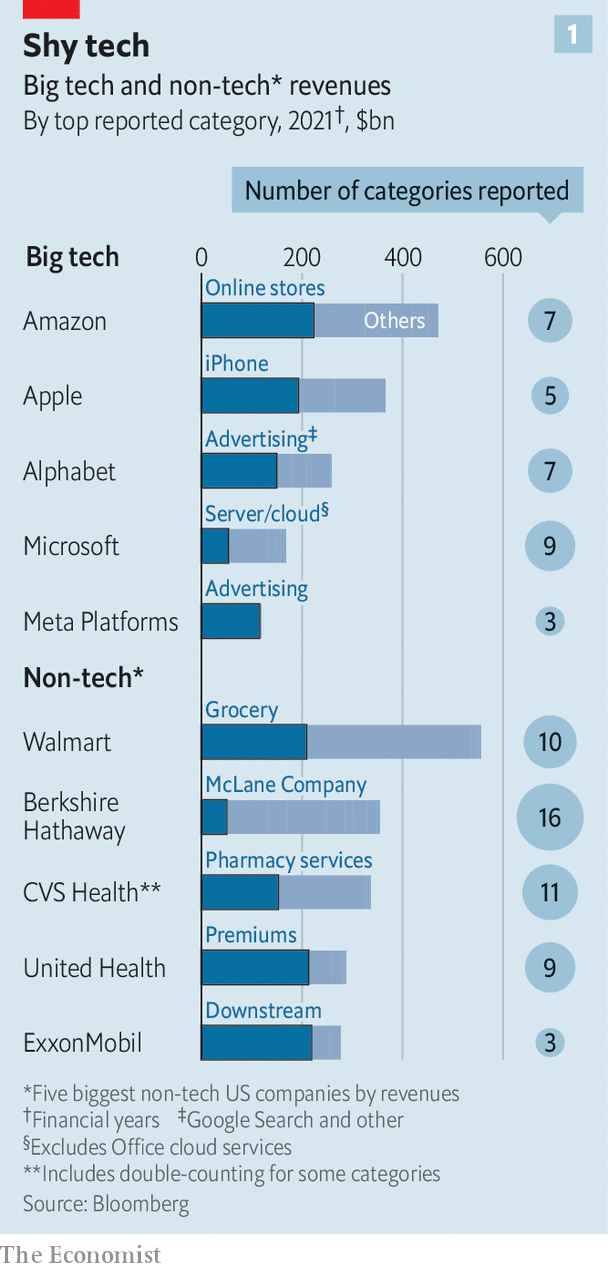 Shy tech
1
Big tech and non-tech* revenues
By top reported category, 2021†, $bn
Number of categories reported
Big tech
0 200 400 600
Online stores
Amazon
Others
7
iPhone
Apple
5
Advertising‡
Alphabet
7
Server/cloud§
Microsoft
9
Advertising
Meta Platforms
3
Non-tech*
Grocery
Walmart
10
McLane Company
Berkshire
Hathaway
16
Pharmacy services
CVS Health**
11
Premiums
United Health
9
Downstream
ExxonMobil
3
*Five biggest non-tech US companies by revenues
†Financial years ‡Google Search and other
§Excludes Office cloud services
**Includes double-counting for some categories
Source: Bloomberg
The Economist